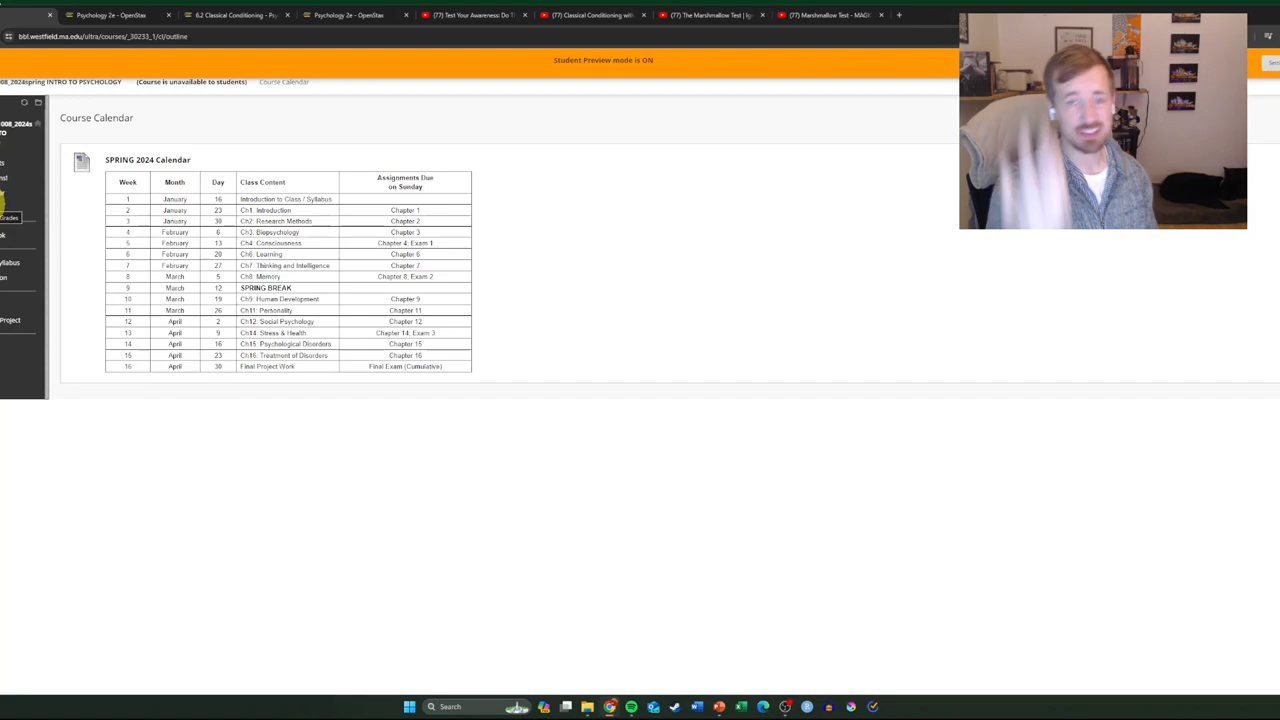 Psychology 2e - OpenStax
6.2 Classical Conditioning - Psy
Psychology 2e - OpenStax
(77) Test Your Awareness: Do T
(77) Classical Conditioning with
(77) The Marshmallow Test | Ig
(77) Marshmallow Test - MAGIC
bbl.westfield.ma.edu/ultra/courses/_30233_1/cl/outline
Student Preview mode is ON
008_2024spring INTRO TO PSYCHOLOGY (Course is unavailable to students) Course Calendar
008_2024s
Course Calendar
SPRING 2024 Calendar
Week Month Day Class Content Assignments Due on Sunday
1 January 16 Introduction to Class / Syllabus
2 January 23 Ch1: Introduction Chapter 1
3 January 30 Ch2: Research Methods Chapter 2
4 February 6 Ch3: Biopsychology Chapter 3
5 February 13 Ch4: Consciousness Chapter 4; Exam 1
6 February 20 Ch6: Learning Chapter 6
7 February 27 Ch7: Thinking and Intelligence Chapter 7
8 March 5 Ch8: Memory Chapter 8; Exam 2
9 March 12 SPRING BREAK
10 March 19 Ch9: Human Development Chapter 9
11 March 26 Ch11: Personality Chapter 11
12 April 2 Ch12: Social Psychology Chapter 12
13 April 9 Ch14: Stress & Health Chapter 14; Exam 3
14 April 16 Ch15: Psychological Disorders Chapter 15
15 April 23 Ch16: Treatment of Disorders Chapter 16
16 April 30 Final Project Work Final Exam (Cumulative)
Grades
yllabus
Project
Search